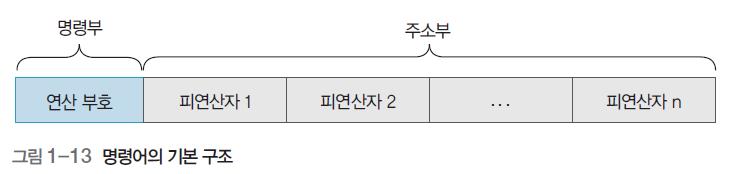 명령부 주소부
연산 부호 피연산자 1 피연산자 2 ... 피연산자 n
그림 1-13 명령어의 기본 구조